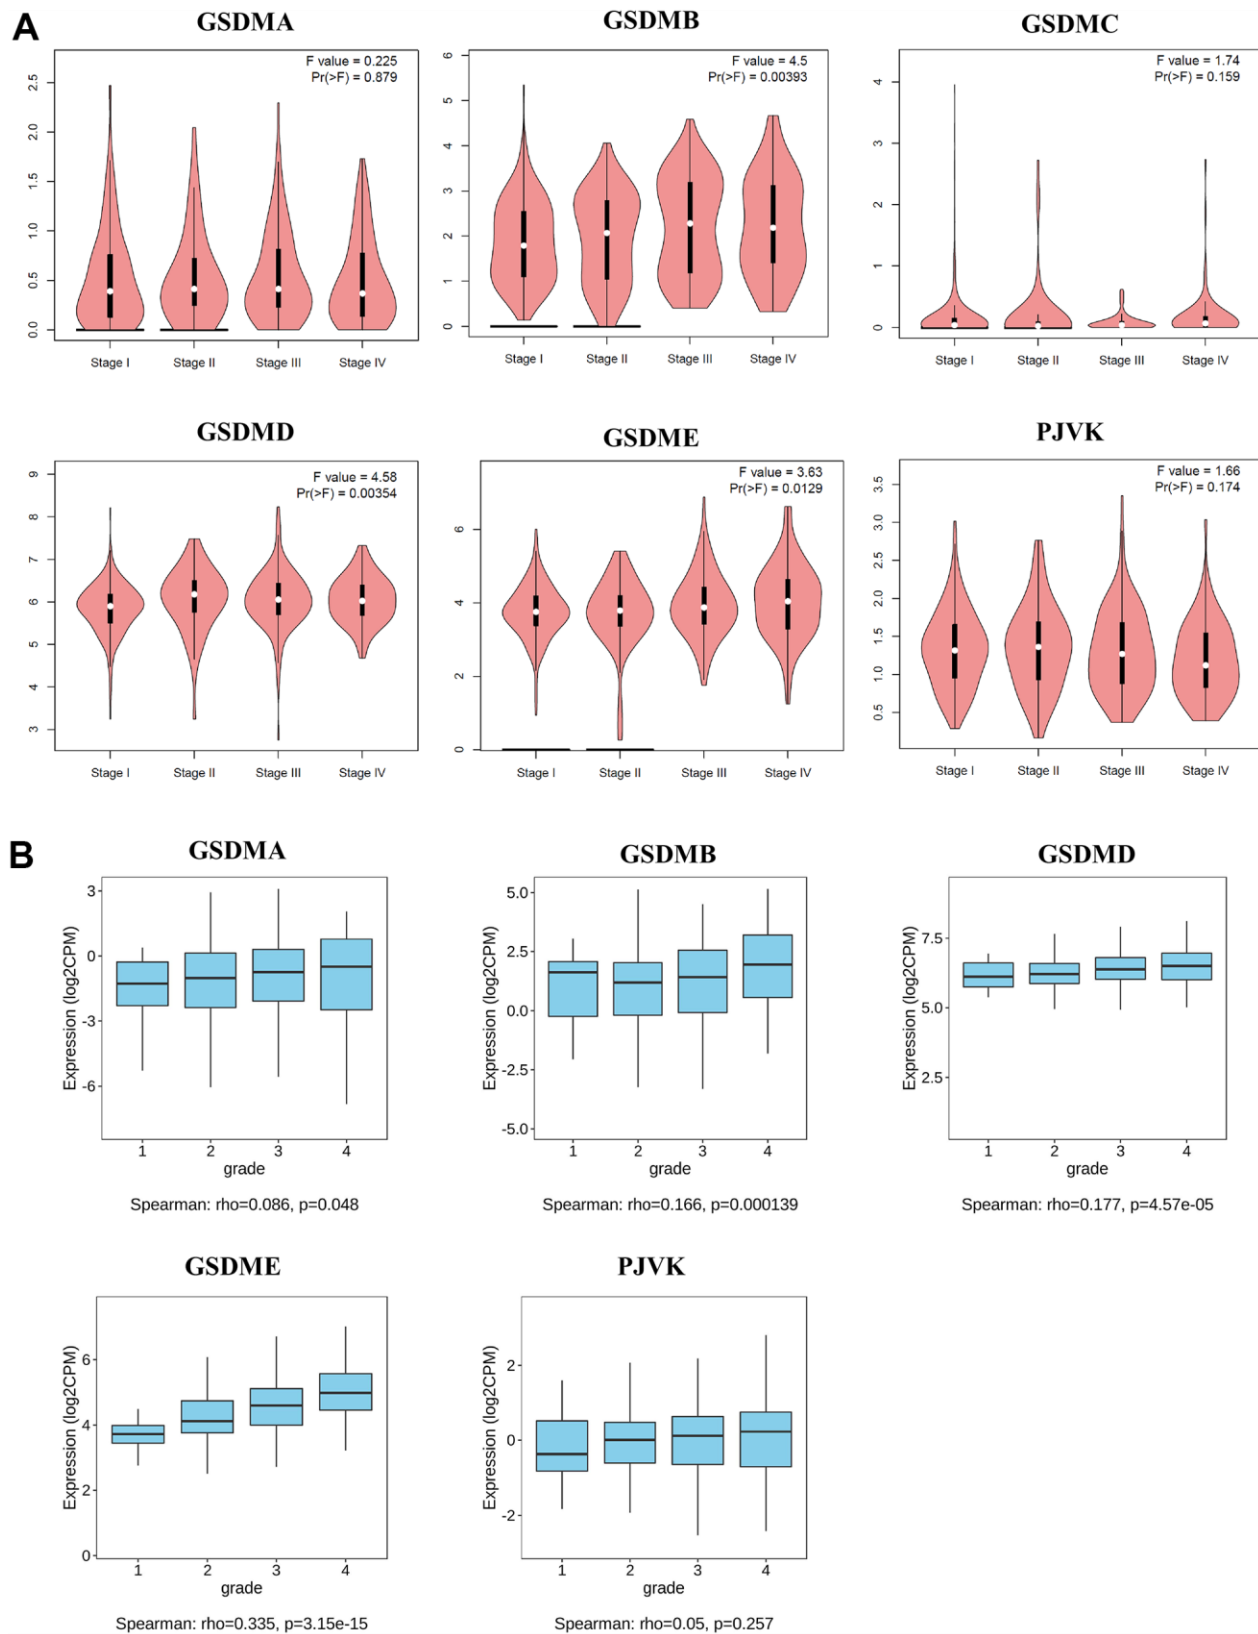 A
GSDMA
F value = 0.225
Pr(>F) = 0.879
0.0 0.5 1.0 1.5 2.0 2.5
Stage I Stage II Stage III Stage IV
GSDMB
F value = 4.5
Pr(>F) = 0.00393
0 1 2 3 4 5 6
Stage I Stage II Stage III Stage IV
GSDMC
F value = 1.74
Pr(>F) = 0.159
0 1 2 3 4
Stage I Stage II Stage III Stage IV
GSDMD
F value = 4.58
Pr(>F) = 0.00354
3 4 5 6 7 8 9
Stage I Stage II Stage III Stage IV
GSDME
F value = 3.63
Pr(>F) = 0.0129
0 2 4 6
Stage I Stage II Stage III Stage IV
PJVK
F value = 1.66
Pr(>F) = 0.174
0.5 1.0 1.5 2.0 2.5 3.0 3.5
Stage I Stage II Stage III Stage IV
B
GSDMA
Expression (log2CPM)
3
0
-3
-6
1 2 3 4
grade
Spearman: rho=0.086, p=0.048
GSDMB
Expression (log2CPM)
5.0
2.5
0.0
-2.5
-5.0
1 2 3 4
grade
Spearman: rho=0.166, p=0.000139
GSDMD
Expression (log2CPM)
7.5
5.0
2.5
1 2 3 4
grade
Spearman: rho=0.177, p=4.57e-05
GSDME
Expression (log2CPM)
6
4
2
0
1 2 3 4
grade
Spearman: rho=0.335, p=3.15e-15
PJVK
Expression (log2CPM)
2
0
-2
1 2 3 4
grade
Spearman: rho=0.05, p=0.257